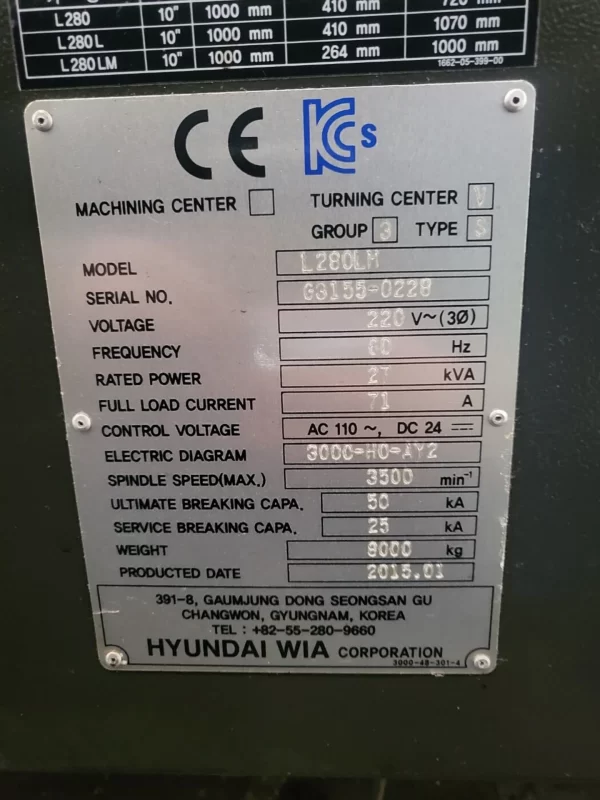 720 mm
L280 10" 1000 mm 410 mm
L280L 10" 1000 mm 410 mm 1070 mm
L280LM 10" 1000 mm 264 mm 1000 mm
1662-05-399-00
CE KCs
MACHINING CENTER TURNING CENTER V
GROUP 3 TYPE S
MODEL L280LM
SERIAL NO. G3155-0228
VOLTAGE 220 V~(3Ø)
FREQUENCY 60 Hz
RATED POWER 27 kVA
FULL LOAD CURRENT 71 A
CONTROL VOLTAGE AC 110 ~, DC 24 ⎓
ELECTRIC DIAGRAM 3000-H0-AY2
SPINDLE SPEED(MAX.) 3500 min⁻¹
ULTIMATE BREAKING CAPA. 50 kA
SERVICE BREAKING CAPA. 25 kA
WEIGHT kg
PRODUCTED DATE 2015.01
391-8, GAUMJUNG DONG SEONGSAN GU
CHANGWON, GYUNGNAM, KOREA
TEL : +82-55-280-9660
HYUNDAI WIA CORPORATION
3000-48-301-4